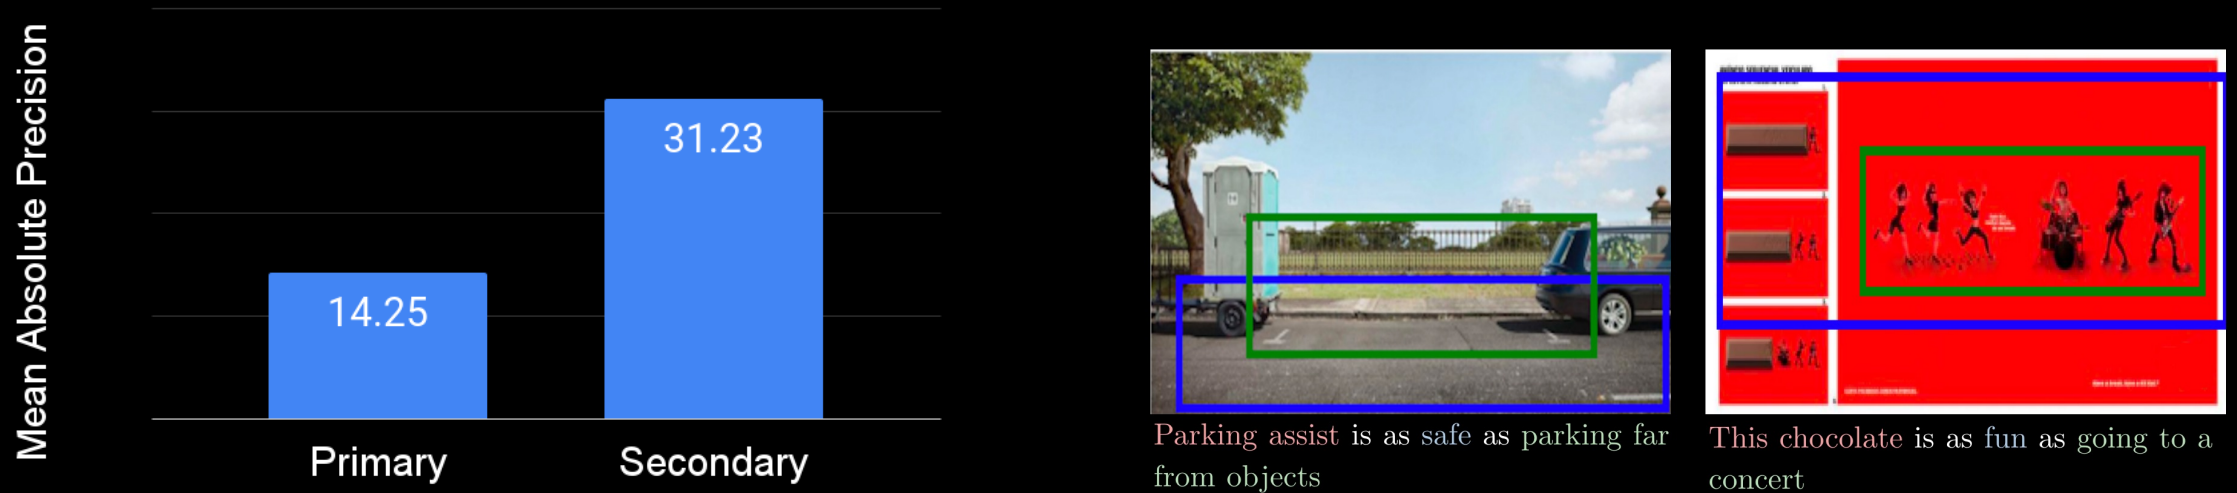 Mean Absolute Precision
14.25
31.23
Primary
Secondary
Parking assist is as safe as parking far
from objects
This chocolate is as fun as going to a
concert